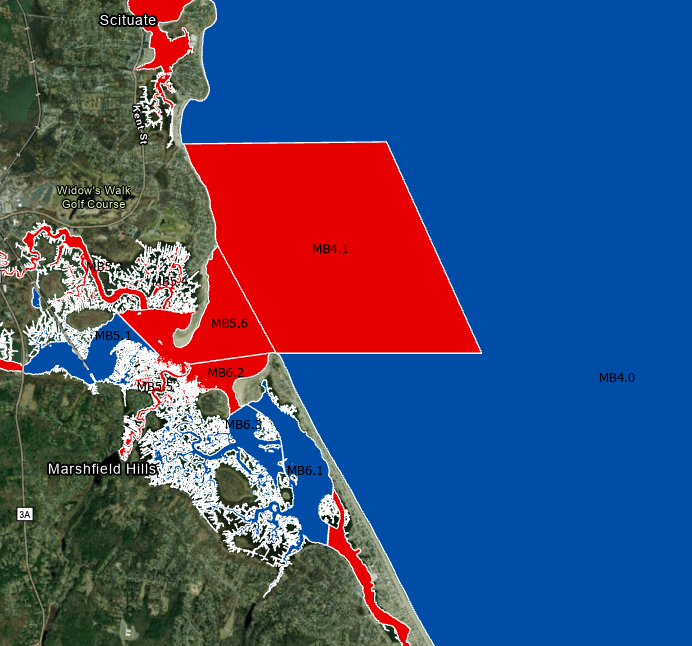 Scituate
Kent St
Widow's Walk
Golf Course
MB4.1
MB5.6
MB5.1
MB6.2
MB4.0
MB5.5
MB6.3
Marshfield Hills
MB6.1
3A